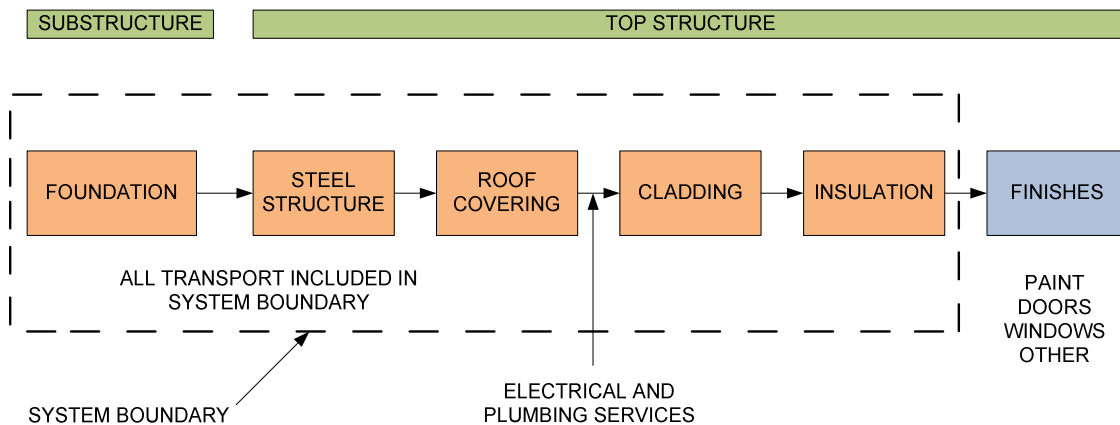 SUBSTRUCTURE
TOP STRUCTURE
FOUNDATION
STEEL
STRUCTURE
ROOF
COVERING
CLADDING
INSULATION
FINISHES
ALL TRANSPORT INCLUDED IN
SYSTEM BOUNDARY
PAINT
DOORS
WINDOWS
OTHER
SYSTEM BOUNDARY
ELECTRICAL AND
PLUMBING SERVICES